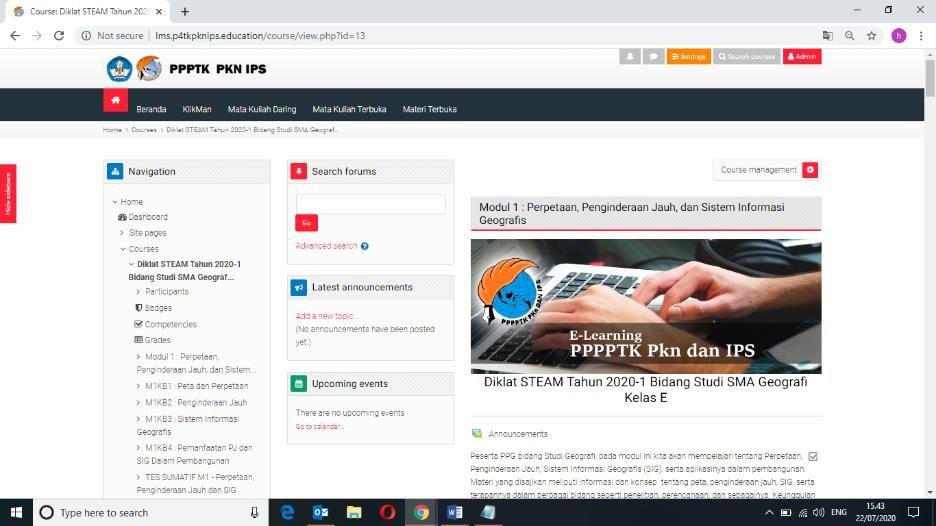 Course: Diklat STEAM Tahun 2020
Not secure | lms.p4tkpknips.education/course/view.php?id=13
h
PPPTK PKN IPS
Settings
Search courses
Admin
Beranda KlikMan Mata Kuliah Daring Mata Kuliah Terbuka Materi Terbuka
Home > Courses > Diklat STEAM Tahun 2020-1 Bidang Studi SMA Geograf...
Hide sidebars
Navigation
Home
Dashboard
Site pages
Courses
Diklat STEAM Tahun 2020-1
Bidang Studi SMA Geograf...
Participants
Badges
Competencies
Grades
Modul 1 : Perpetaan,
Penginderaan Jauh, dan Sistem...
M1KB1 : Peta dan Perpetaan
M1KB2 : Penginderaan Jauh
M1KB3 : Sistem Informasi
Geografis
M1KB4 : Pemanfaatan PJ dan
SIG Dalam Pembangunan
TES SUMATIF M1 - Perpetaan,
Penginderaan Jauh dan SIG
Search forums
Go
Advanced search
Latest announcements
Add a new topic...
(No announcements have been posted
yet.)
Upcoming events
There are no upcoming events
Go to calendar...
Course management
Modul 1 : Perpetaan, Penginderaan Jauh, dan Sistem Informasi
Geografis
PPPPTK PKN DAN IPS
E-Learning
PPPPTK Pkn dan IPS
Diklat STEAM Tahun 2020-1 Bidang Studi SMA Geografi
Kelas E
Announcements
Peserta PPG bidang Studi Geografi, pada modul ini kita akan mempelajari tentang Perpetaan,
Penginderaan Jauh, Sistem Informasi Geografis (SIG), serta aplikasinya dalam pembangunan.
Materi yang disajikan meliputi informasi dan konsep tentang peta, penginderaan jauh, SIG, serta
terapannya dalam berbagai bidang seperti penelitian, perencanaan, dan sebagainya. Keunggulan
Type here to search
ENG
15.43
22/07/2020